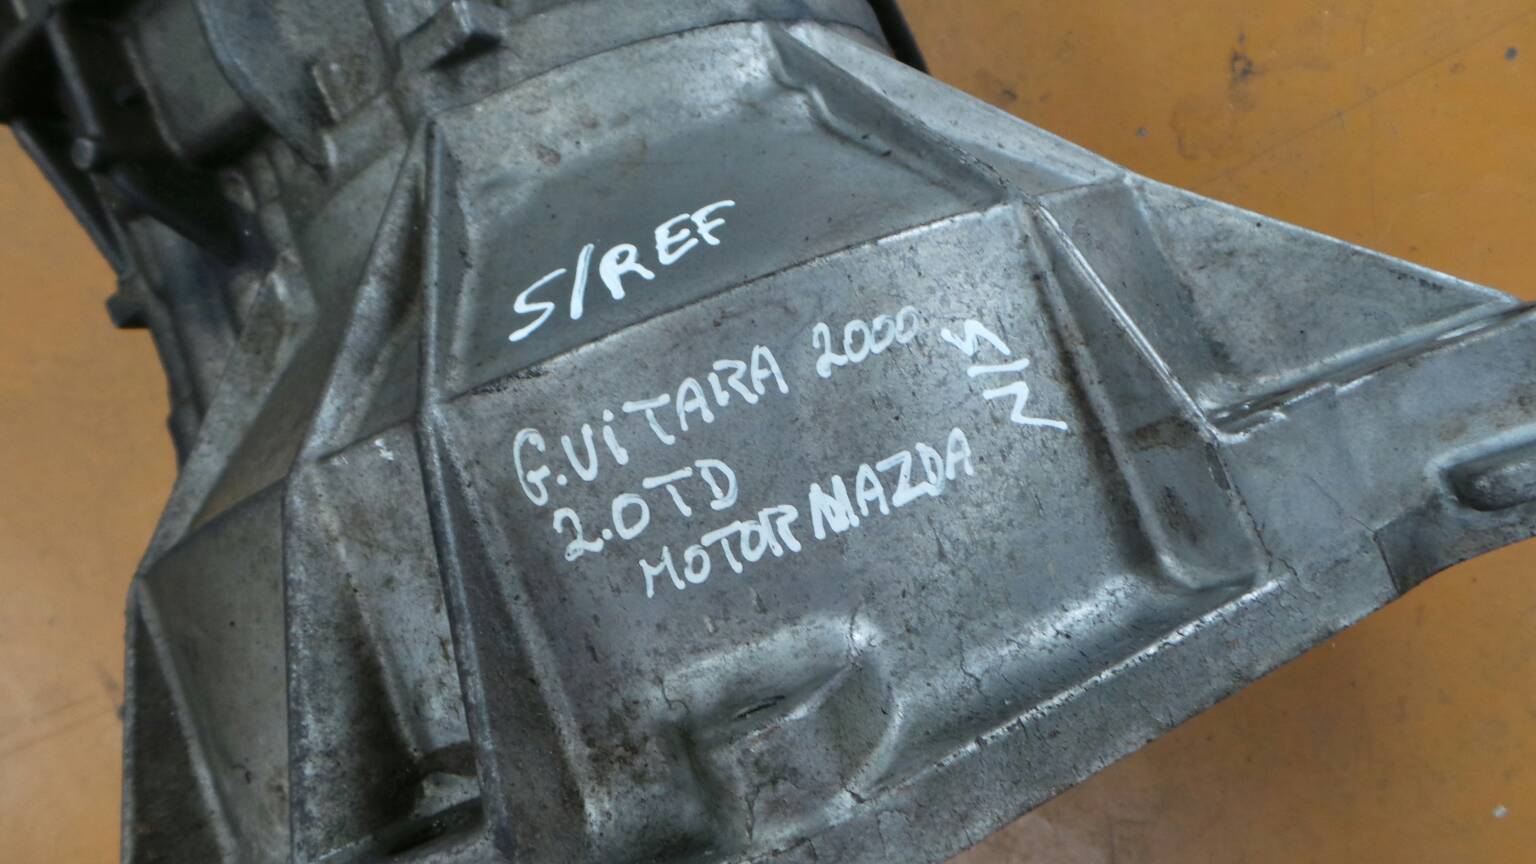 S/REF
G.VITARA 2000
2.0TD
MOTOR MAZDA